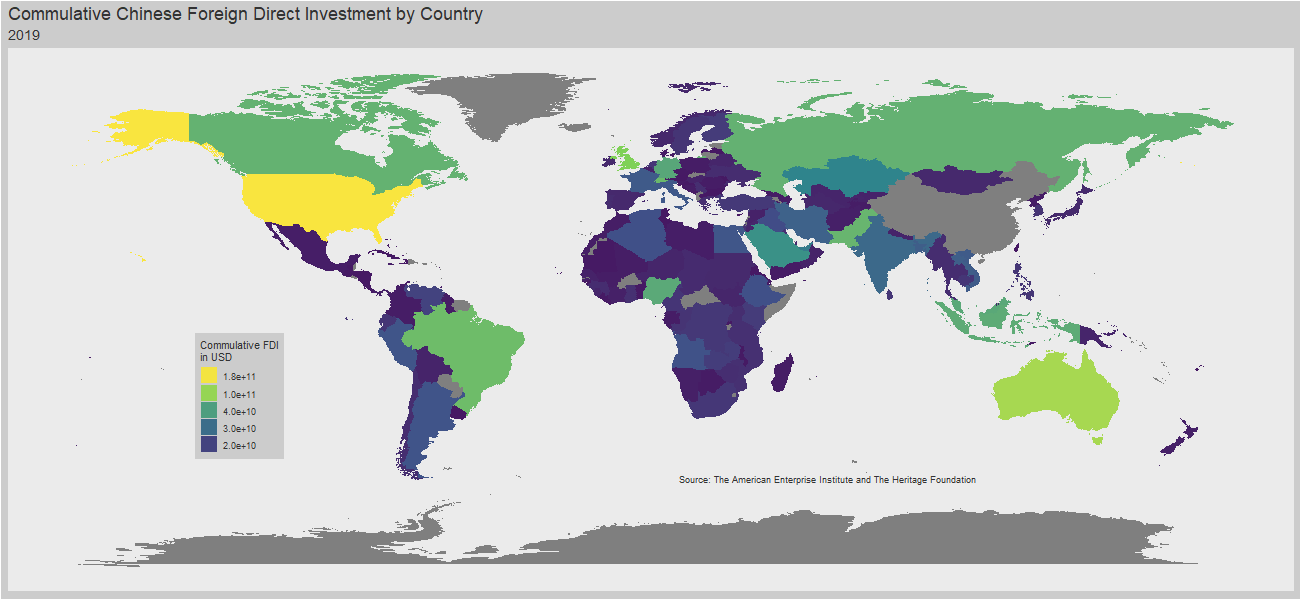 Commulative Chinese Foreign Direct Investment by Country
2019
Commulative FDI
in USD
1.8e+11
1.0e+11
4.0e+10
3.0e+10
2.0e+10
Source: The American Enterprise Institute and The Heritage Foundation